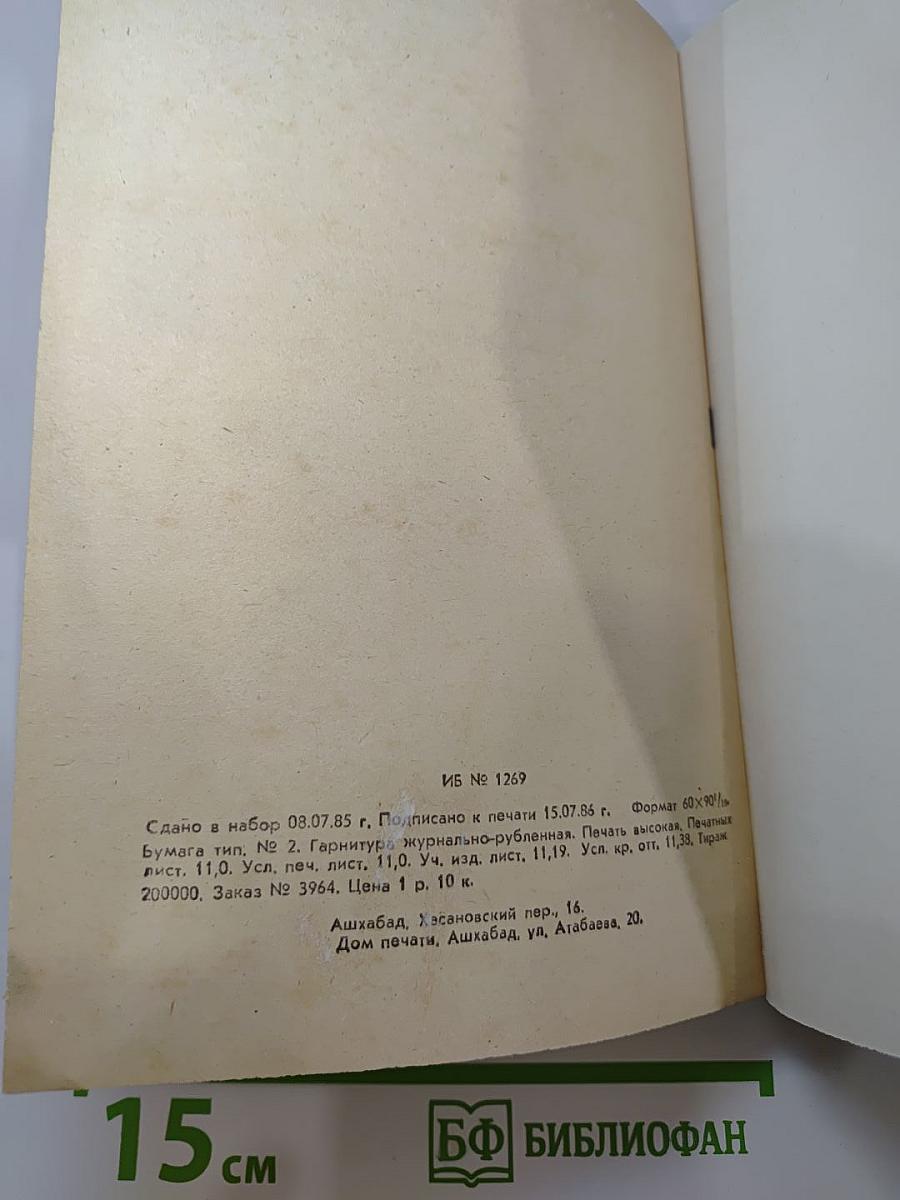 ИБ № 1269
Сдано в набор 08.07.85 г. Подписано к печати 15.07.86 г. Формат 60×90¹/₁₆
Бумага тип. № 2. Гарнитура журнально-рубленная. Печать высокая. Печатных
лист. 11,0. Усл. печ. лист. 11,0. Уч. изд. лист. 11,19. Усл. кр. отт. 11,38. Тираж
200000. Заказ № 3964. Цена 1 р. 10 к.
Ашхабад, Хасановский пер., 16.
Дом печати, Ашхабад, ул. Атабаева, 20.
15 см
БФ БИБЛИОФАН